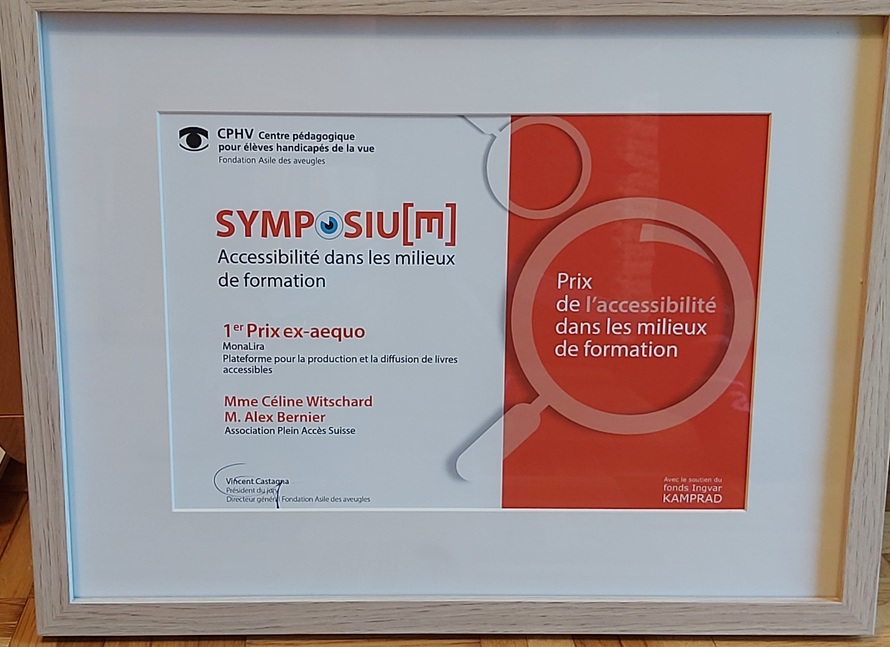 CPHV Centre pédagogique
pour élèves handicapés de la vue
Fondation Asile des aveugles
SYMPOSIU[M]
Accessibilité dans les milieux
de formation
1er Prix ex-aequo
MonaLira
Plateforme pour la production et la diffusion de livres
accessibles
Mme Céline Witschard
M. Alex Bernier
Association Plein Accès Suisse
Vincent Castagna
Président du jury
Directeur général Fondation Asile des aveugles
Prix
de l'accessibilité
dans les milieux
de formation
Avec le soutien du
fonds Ingvar
KAMPRAD